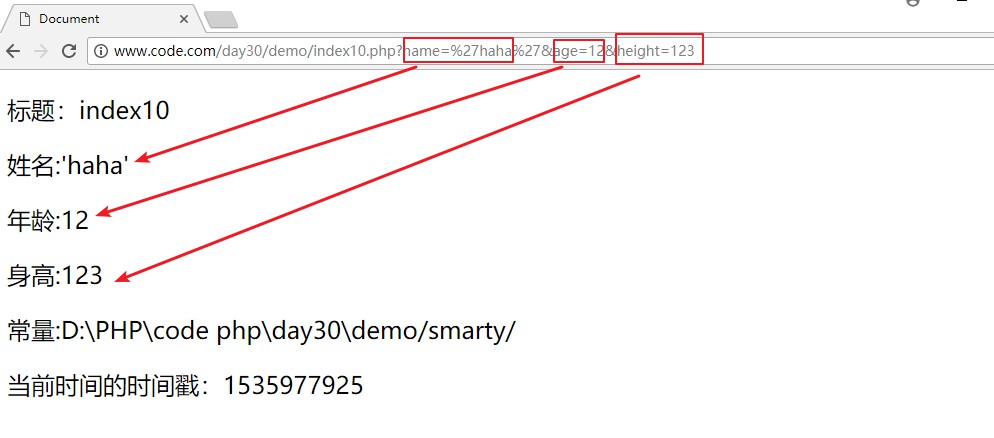 Document
www.code.com/day30/demo/index10.php?name=%27haha%27&age=12&height=123
标题：index10
姓名:'haha'
年龄:12
身高:123
常量:D:\PHP\code php\day30\demo/smarty/
当前时间的时间戳：1535977925